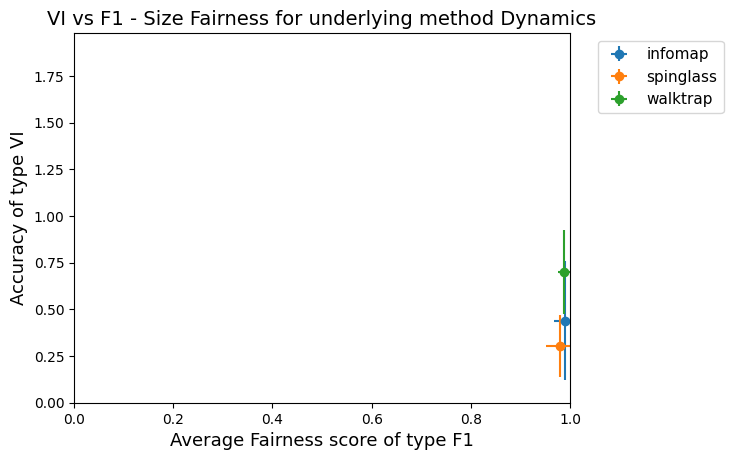 VI vs F1 - Size Fairness for underlying method Dynamics
infomap
spinglass
walktrap
Accuracy of type VI
1.75
1.50
1.25
1.00
0.75
0.50
0.25
0.00
0.0 0.2 0.4 0.6 0.8 1.0
Average Fairness score of type F1